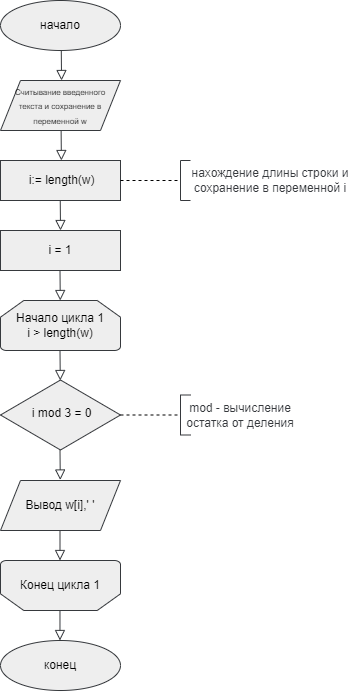 начало
Считывание введенного
текста и сохранение в
переменной w
i:= length(w)
нахождение длины строки и
сохранение в переменной i
i = 1
Начало цикла 1
i > length(w)
i mod 3 = 0
mod - вычисление
остатка от деления
Вывод w[i],' '
Конец цикла 1
конец